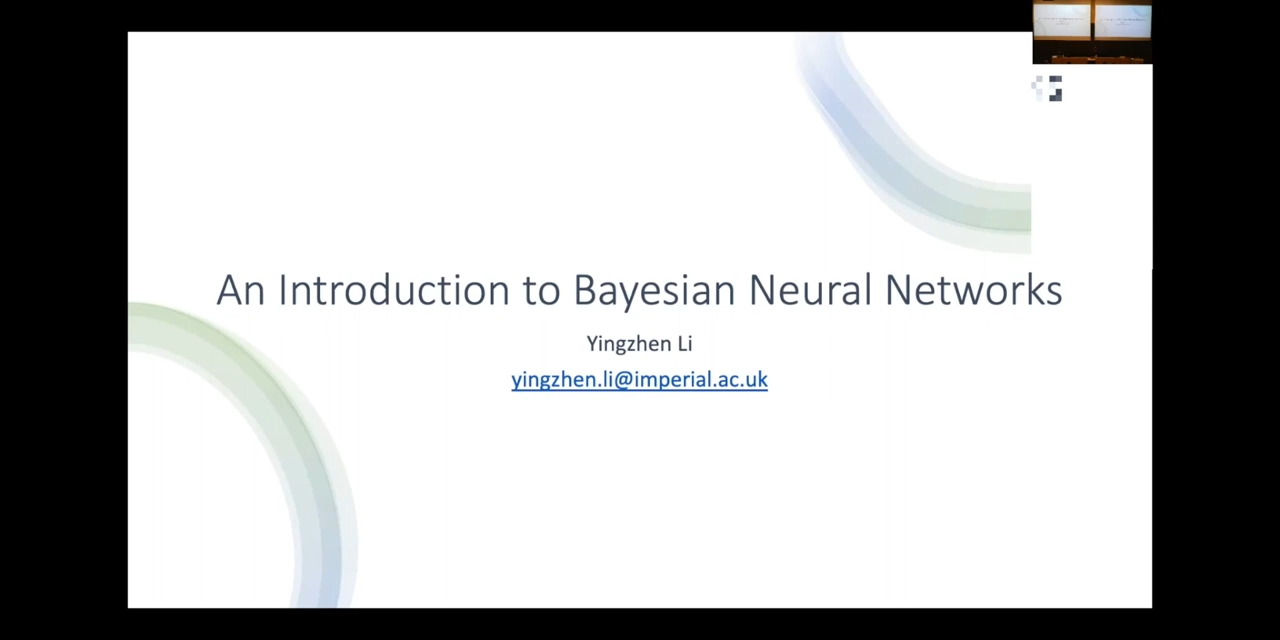 An Introduction to Bayesian Neural Networks
Yingzhen Li
yingzhen.li@imperial.ac.uk